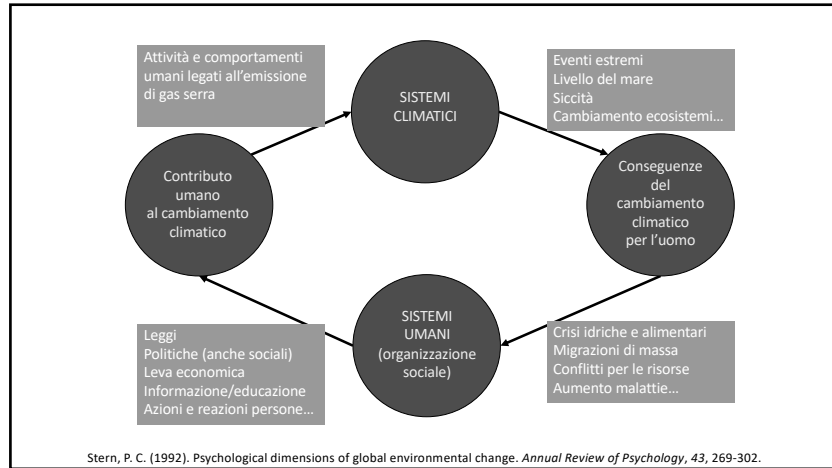 Attività e comportamenti
umani legati all'emissione
di gas serra
SISTEMI
CLIMATICI
Eventi estremi
Livello del mare
Siccità
Cambiamento ecosistemi…
Contributo
umano
al cambiamento
climatico
Conseguenze
del
cambiamento
climatico
per l'uomo
Leggi
Politiche (anche sociali)
Leva economica
Informazione/educazione
Azioni e reazioni persone…
SISTEMI
UMANI
(organizzazione
sociale)
Crisi idriche e alimentari
Migrazioni di massa
Conflitti per le risorse
Aumento malattie…
Stern, P. C. (1992). Psychological dimensions of global environmental change. Annual Review of Psychology, 43, 269-302.